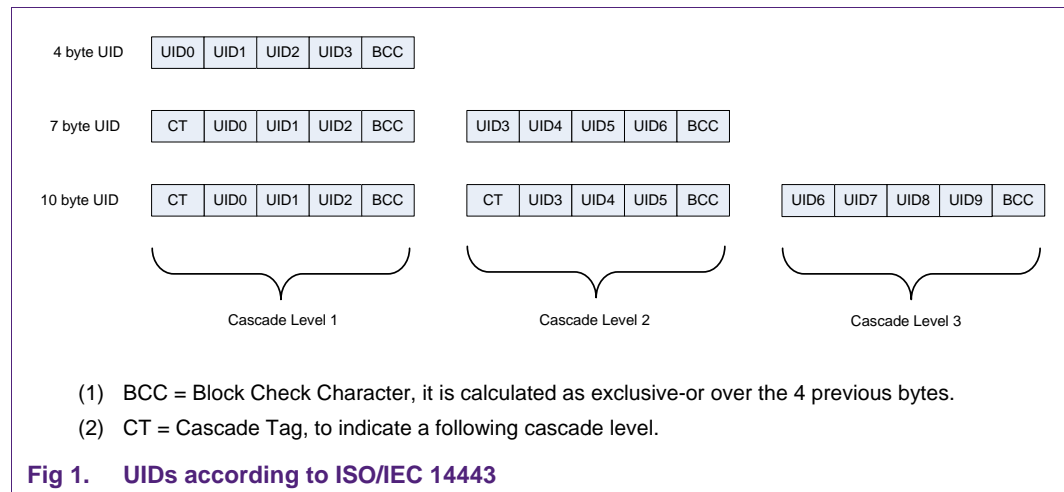 4 byte UID UID0 UID1 UID2 UID3 BCC
7 byte UID CT UID0 UID1 UID2 BCC UID3 UID4 UID5 UID6 BCC
10 byte UID CT UID0 UID1 UID2 BCC CT UID3 UID4 UID5 BCC UID6 UID7 UID8 UID9 BCC
Cascade Level 1 Cascade Level 2 Cascade Level 3
(1) BCC = Block Check Character, it is calculated as exclusive-or over the 4 previous bytes.
(2) CT = Cascade Tag, to indicate a following cascade level.
Fig 1. UIDs according to ISO/IEC 14443